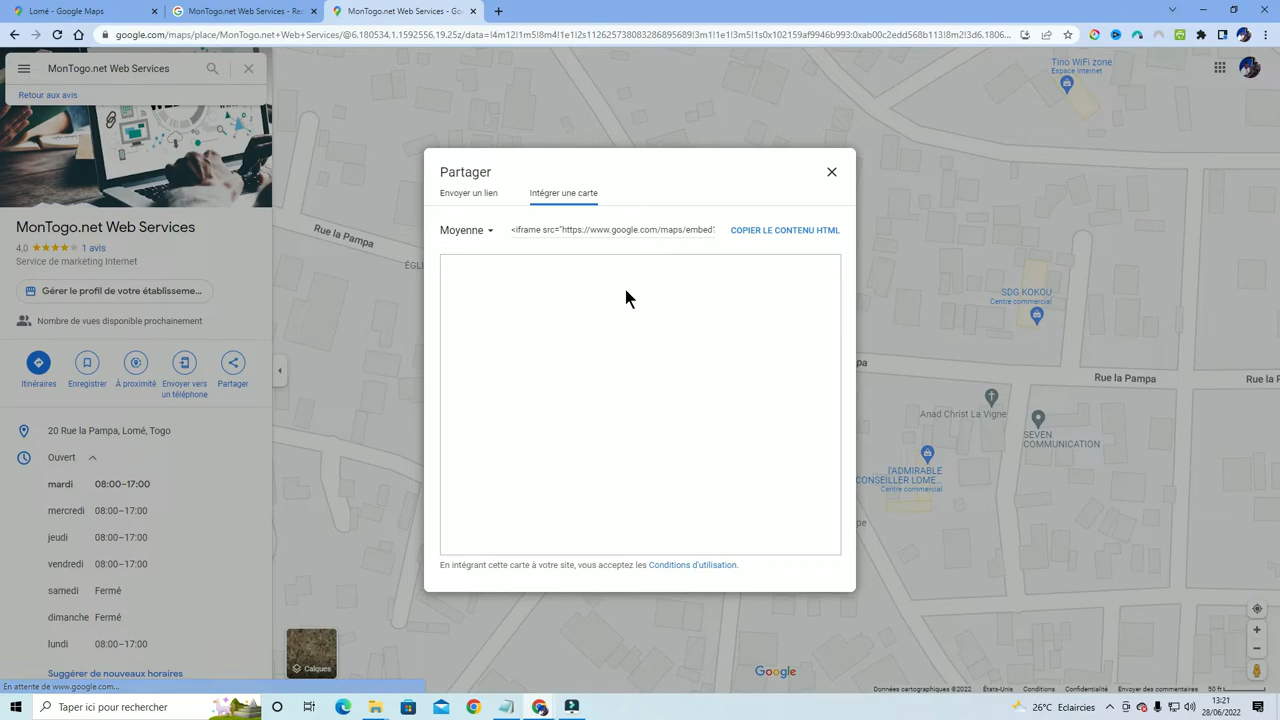 Lomé - Google Maps
MonTogo.net Web Services - Re
MonTogo.net Web Services - Go
google.com/maps/place/MonTogo.net+Web+Services/@6.180534,1.1592556,19.25z/data=!4m12!1m5!8m4!1e1!2s112625738083286895689!3m1!1e1!3m5!1s0x102159af9946b993:0xab00c2edd568b113!8m2!3d6.1806...
MonTogo.net Web Services
Retour aux avis
MonTogo.net Web Services
4,0
1 avis
Service de marketing Internet
Gérer le profil de votre établisseme...
Nombre de vues disponible prochainement
Itinéraires
Enregistrer
À proximité
Envoyer vers un téléphone
Partager
20 Rue la Pampa, Lomé, Togo
Ouvert
mardi 08:00–17:00
mercredi 08:00–17:00
jeudi 08:00–17:00
vendredi 08:00–17:00
samedi Fermé
dimanche Fermé
lundi 08:00–17:00
Suggérer de nouveaux horaires
En attente de www.google.com...
Partager
Envoyer un lien
Intégrer une carte
Moyenne
<iframe src="https://www.google.com/maps/embed?
COPIER LE CONTENU HTML
En intégrant cette carte à votre site, vous acceptez les Conditions d'utilisation.
Tino WiFi zone
Espace Internet
Rue la Pampa
ÉGLI
SDG KOKOU
Centre commercial
pa
Rue la Pampa
Rue la P
Anad Christ La Vigne
SEVEN
COMMUNICATION
l'ADMIRABLE
CONSEILLER LOME...
Centre commercial
pe
Calques
Google
Données cartographiques ©2022
États-Unis
Conditions
Confidentialité
Envoyer des commentaires
50 ft
Taper ici pour rechercher
26°C Eclaircies
13:21
28/06/2022